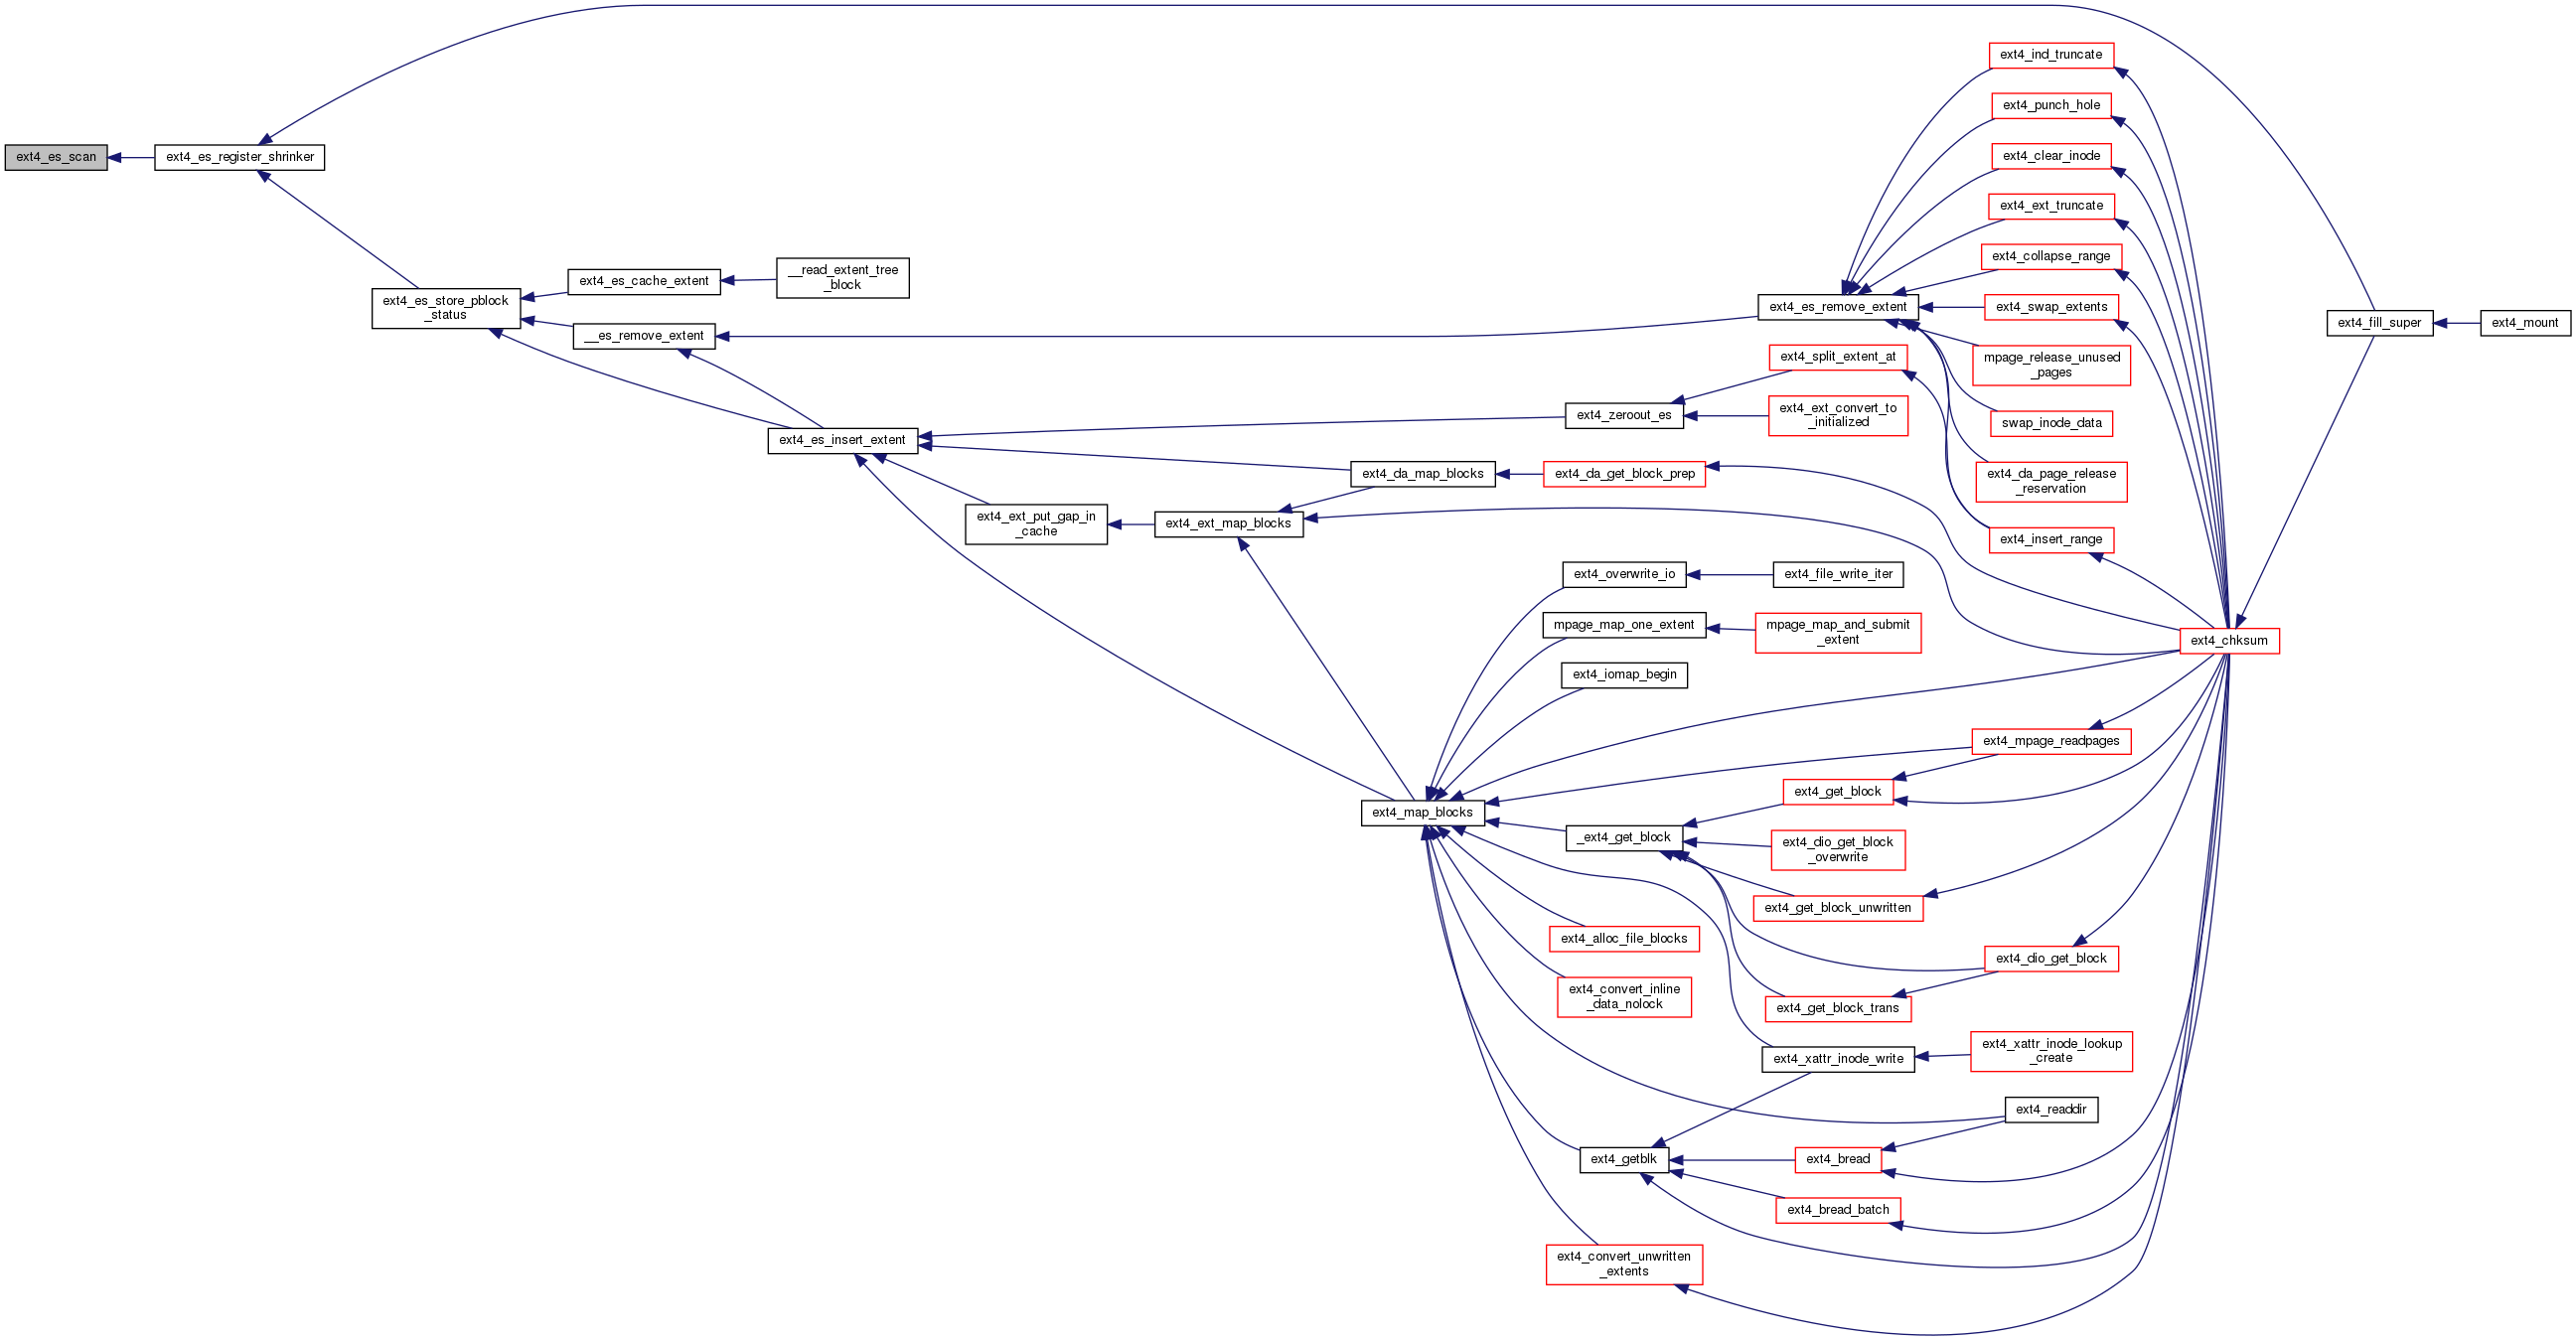 ext4_es_scan
ext4_es_register_shrinker
ext4_es_store_pblock
_status
ext4_es_cache_extent
__read_extent_tree
_block
__es_remove_extent
ext4_es_insert_extent
ext4_es_remove_extent
ext4_ind_truncate
ext4_punch_hole
ext4_clear_inode
ext4_ext_truncate
ext4_collapse_range
ext4_swap_extents
mpage_release_unused
_pages
swap_inode_data
ext4_da_page_release
_reservation
ext4_insert_range
ext4_split_extent_at
ext4_zeroout_es
ext4_ext_convert_to
_initialized
ext4_da_map_blocks
ext4_da_get_block_prep
ext4_ext_put_gap_in
_cache
ext4_ext_map_blocks
ext4_overwrite_io
ext4_file_write_iter
mpage_map_one_extent
mpage_map_and_submit
_extent
ext4_iomap_begin
ext4_map_blocks
ext4_mpage_readpages
ext4_get_block
_ext4_get_block
ext4_dio_get_block
_overwrite
ext4_get_block_unwritten
ext4_alloc_file_blocks
ext4_dio_get_block
ext4_convert_inline
_data_nolock
ext4_get_block_trans
ext4_xattr_inode_write
ext4_xattr_inode_lookup
_create
ext4_readdir
ext4_getblk
ext4_bread
ext4_bread_batch
ext4_convert_unwritten
_extents
ext4_chksum
ext4_fill_super
ext4_mount